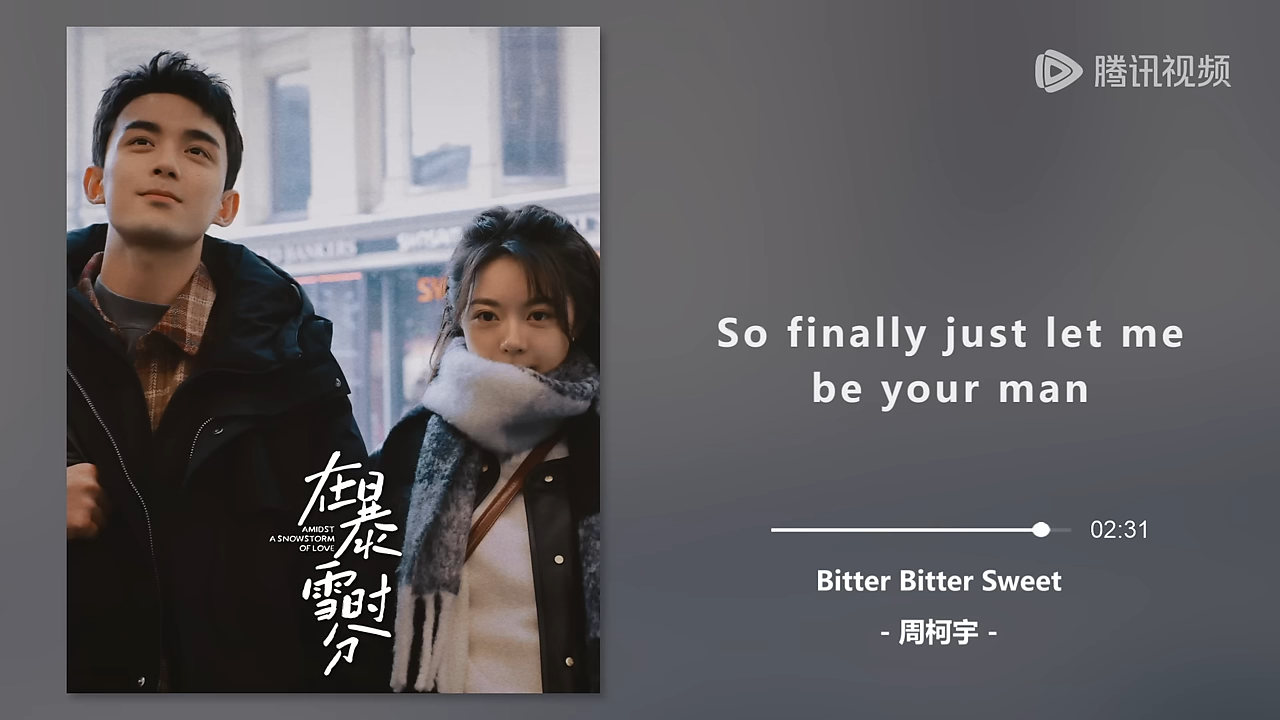 腾讯视频
BANKERS
So finally just let me
be your man
在暴
AMIDST
A SNOWSTORM
OF LOVE
雪时
分
02:31
Bitter Bitter Sweet
- 周柯宇 -